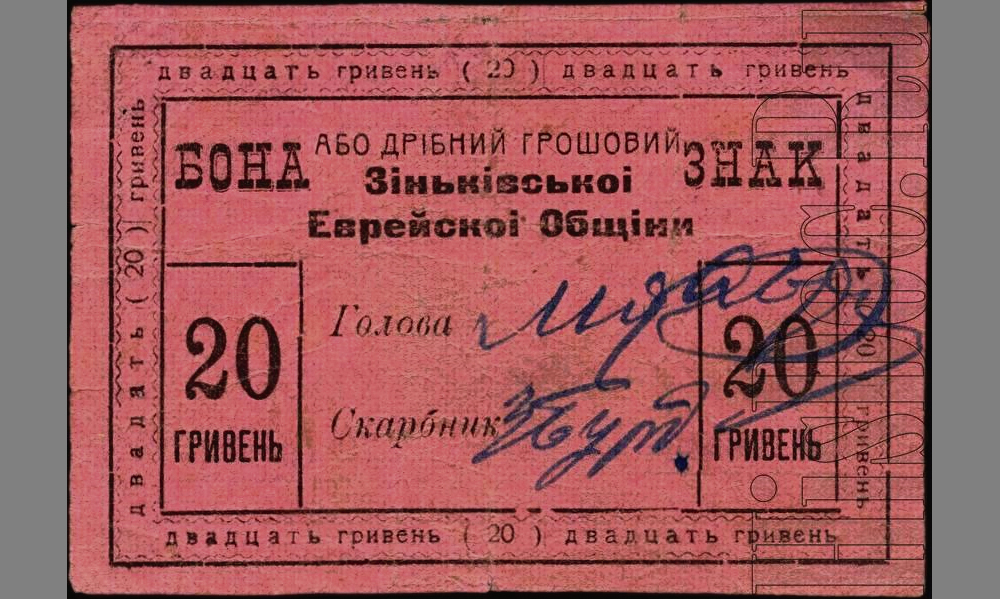 двадцать гривень ( 20 ) двадцать гривень
двадцать ( 20 ) гривень
двадцать 20 гривень
БОНА АБО ДРІБНИЙ ГРОШОВИЙ ЗНАК
Зіньківської
Еврейскої Общіни
20
ГРИВЕНЬ
Голова
Скарбник
20
ГРИВЕНЬ
двадцать гривень ( 20 ) двадцать гривень